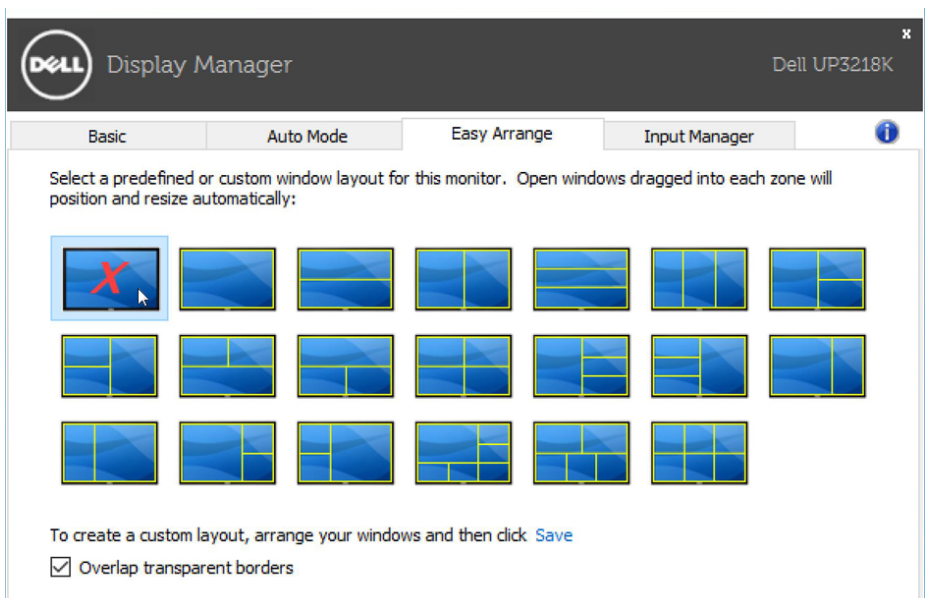 DELL Display Manager
x
Dell UP3218K
Basic Auto Mode Easy Arrange Input Manager i
Select a predefined or custom window layout for this monitor. Open windows dragged into each zone will
position and resize automatically:
X
To create a custom layout, arrange your windows and then click Save
Overlap transparent borders